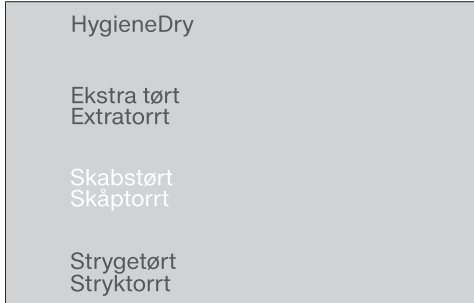 HygieneDry
Ekstra tørt
Extratorrt
Skabstørt
Skåptorrt
Strygetørt
Stryktorrt